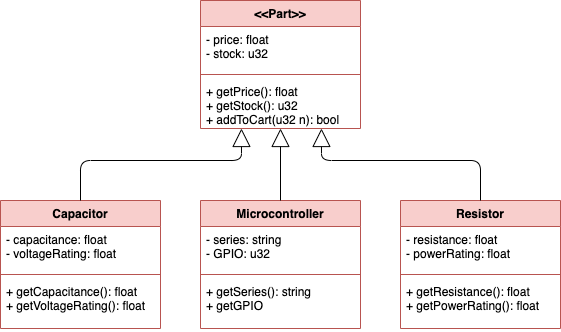 <<Part>>
- price: float
- stock: u32
+ getPrice(): float
+ getStock(): u32
+ addToCart(u32 n): bool
Capacitor
- capacitance: float
- voltageRating: float
+ getCapacitance(): float
+ getVoltageRating(): float
Microcontroller
- series: string
- GPIO: u32
+ getSeries(): string
+ getGPIO
Resistor
- resistance: float
- powerRating: float
+ getResistance(): float
+ getPowerRating(): float